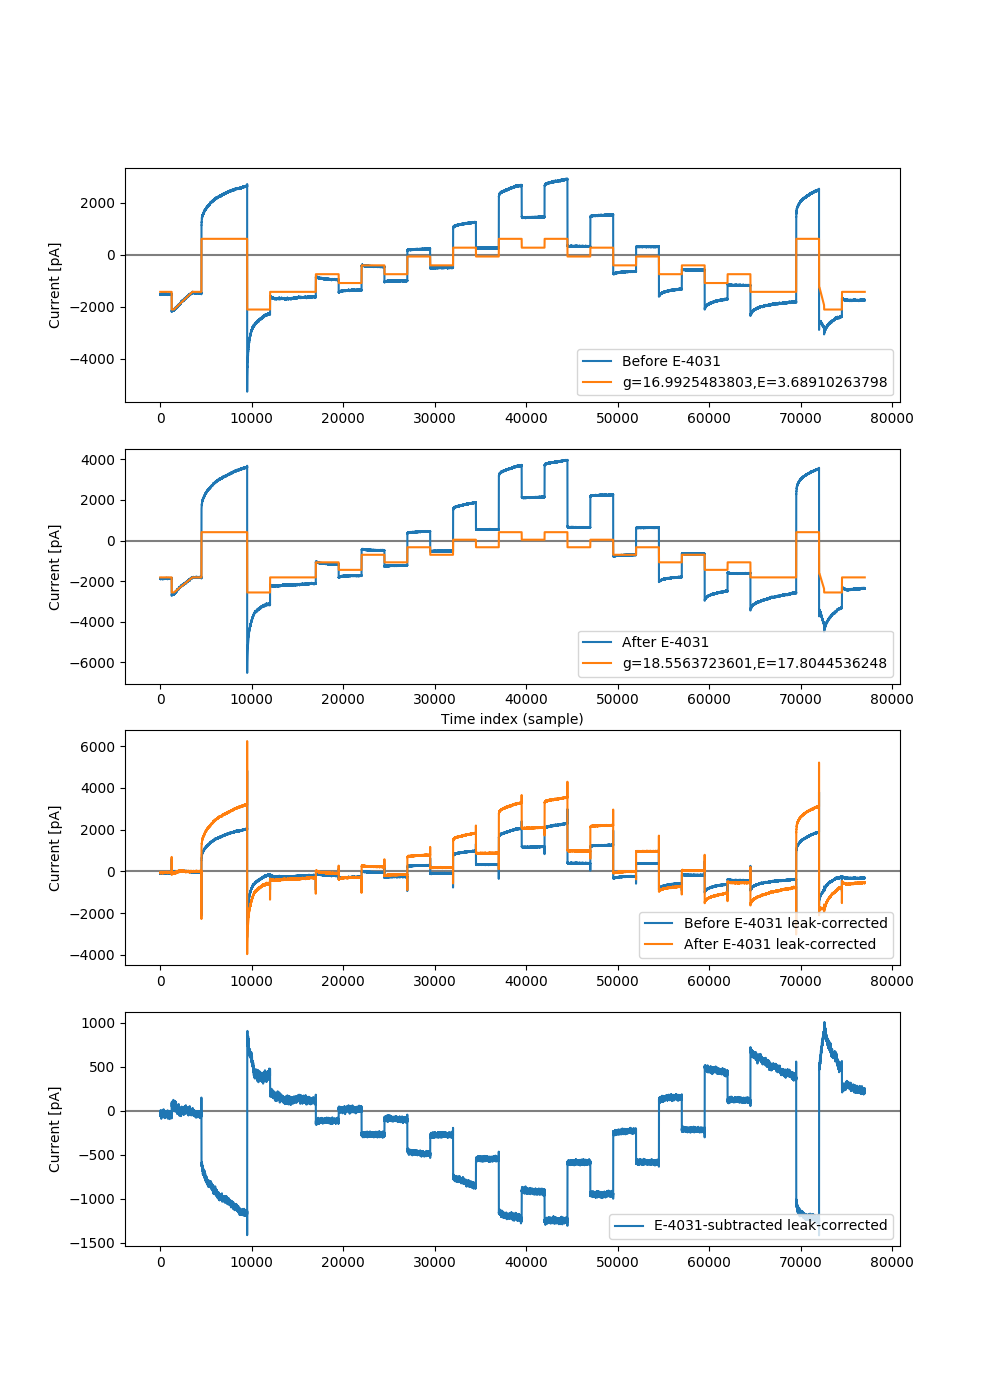 Current [pA]
2000
0
−2000
−4000
Before E-4031
g=16.9925483803,E=3.68910263798
0 10000 20000 30000 40000 50000 60000 70000 80000
Current [pA]
4000
2000
0
−2000
−4000
−6000
After E-4031
g=18.5563723601,E=17.8044536248
0 10000 20000 30000 40000 50000 60000 70000 80000
Time index (sample)
Current [pA]
6000
4000
2000
0
−2000
−4000
Before E-4031 leak-corrected
After E-4031 leak-corrected
0 10000 20000 30000 40000 50000 60000 70000 80000
Current [pA]
1000
500
0
−500
−1000
−1500
E-4031-subtracted leak-corrected
0 10000 20000 30000 40000 50000 60000 70000 80000